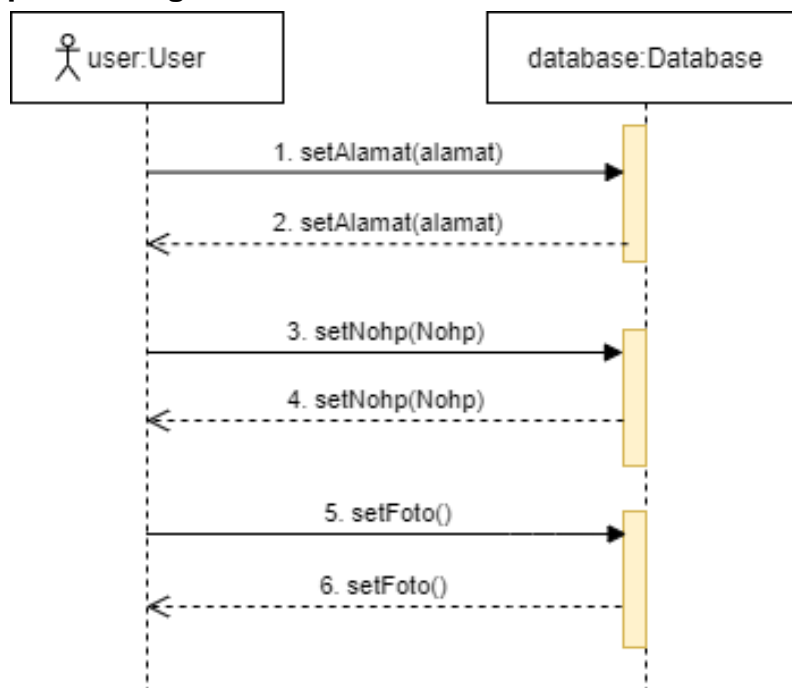 user:User
database:Database
1. setAlamat(alamat)
2. setAlamat(alamat)
3. setNohp(Nohp)
4. setNohp(Nohp)
5. setFoto()
6. setFoto()